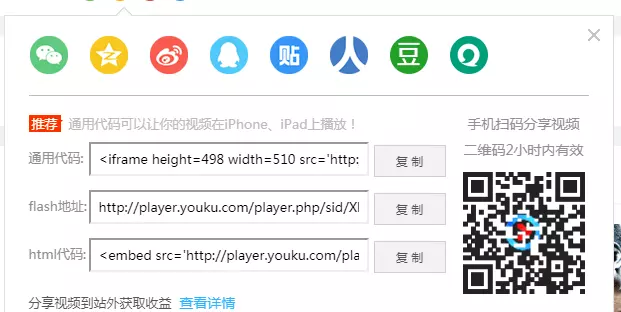 贴
豆
推荐 通用代码可以让你的视频在iPhone、iPad上播放！
手机扫码分享视频
二维码2小时内有效
通用代码: <iframe height=498 width=510 src='http: 复 制
flash地址: http://player.youku.com/player.php/sid/XI 复 制
html代码: <embed src='http://player.youku.com/pla 复 制
分享视频到站外获取收益 查看详情